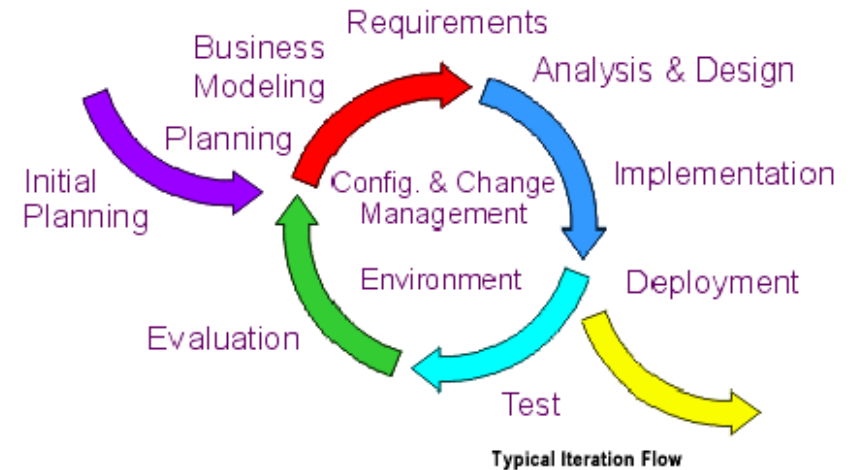 Requirements
Business
Modeling
Analysis & Design
Planning
Initial
Planning
Config. & Change
Management
Implementation
Environment
Deployment
Evaluation
Test
Typical Iteration Flow